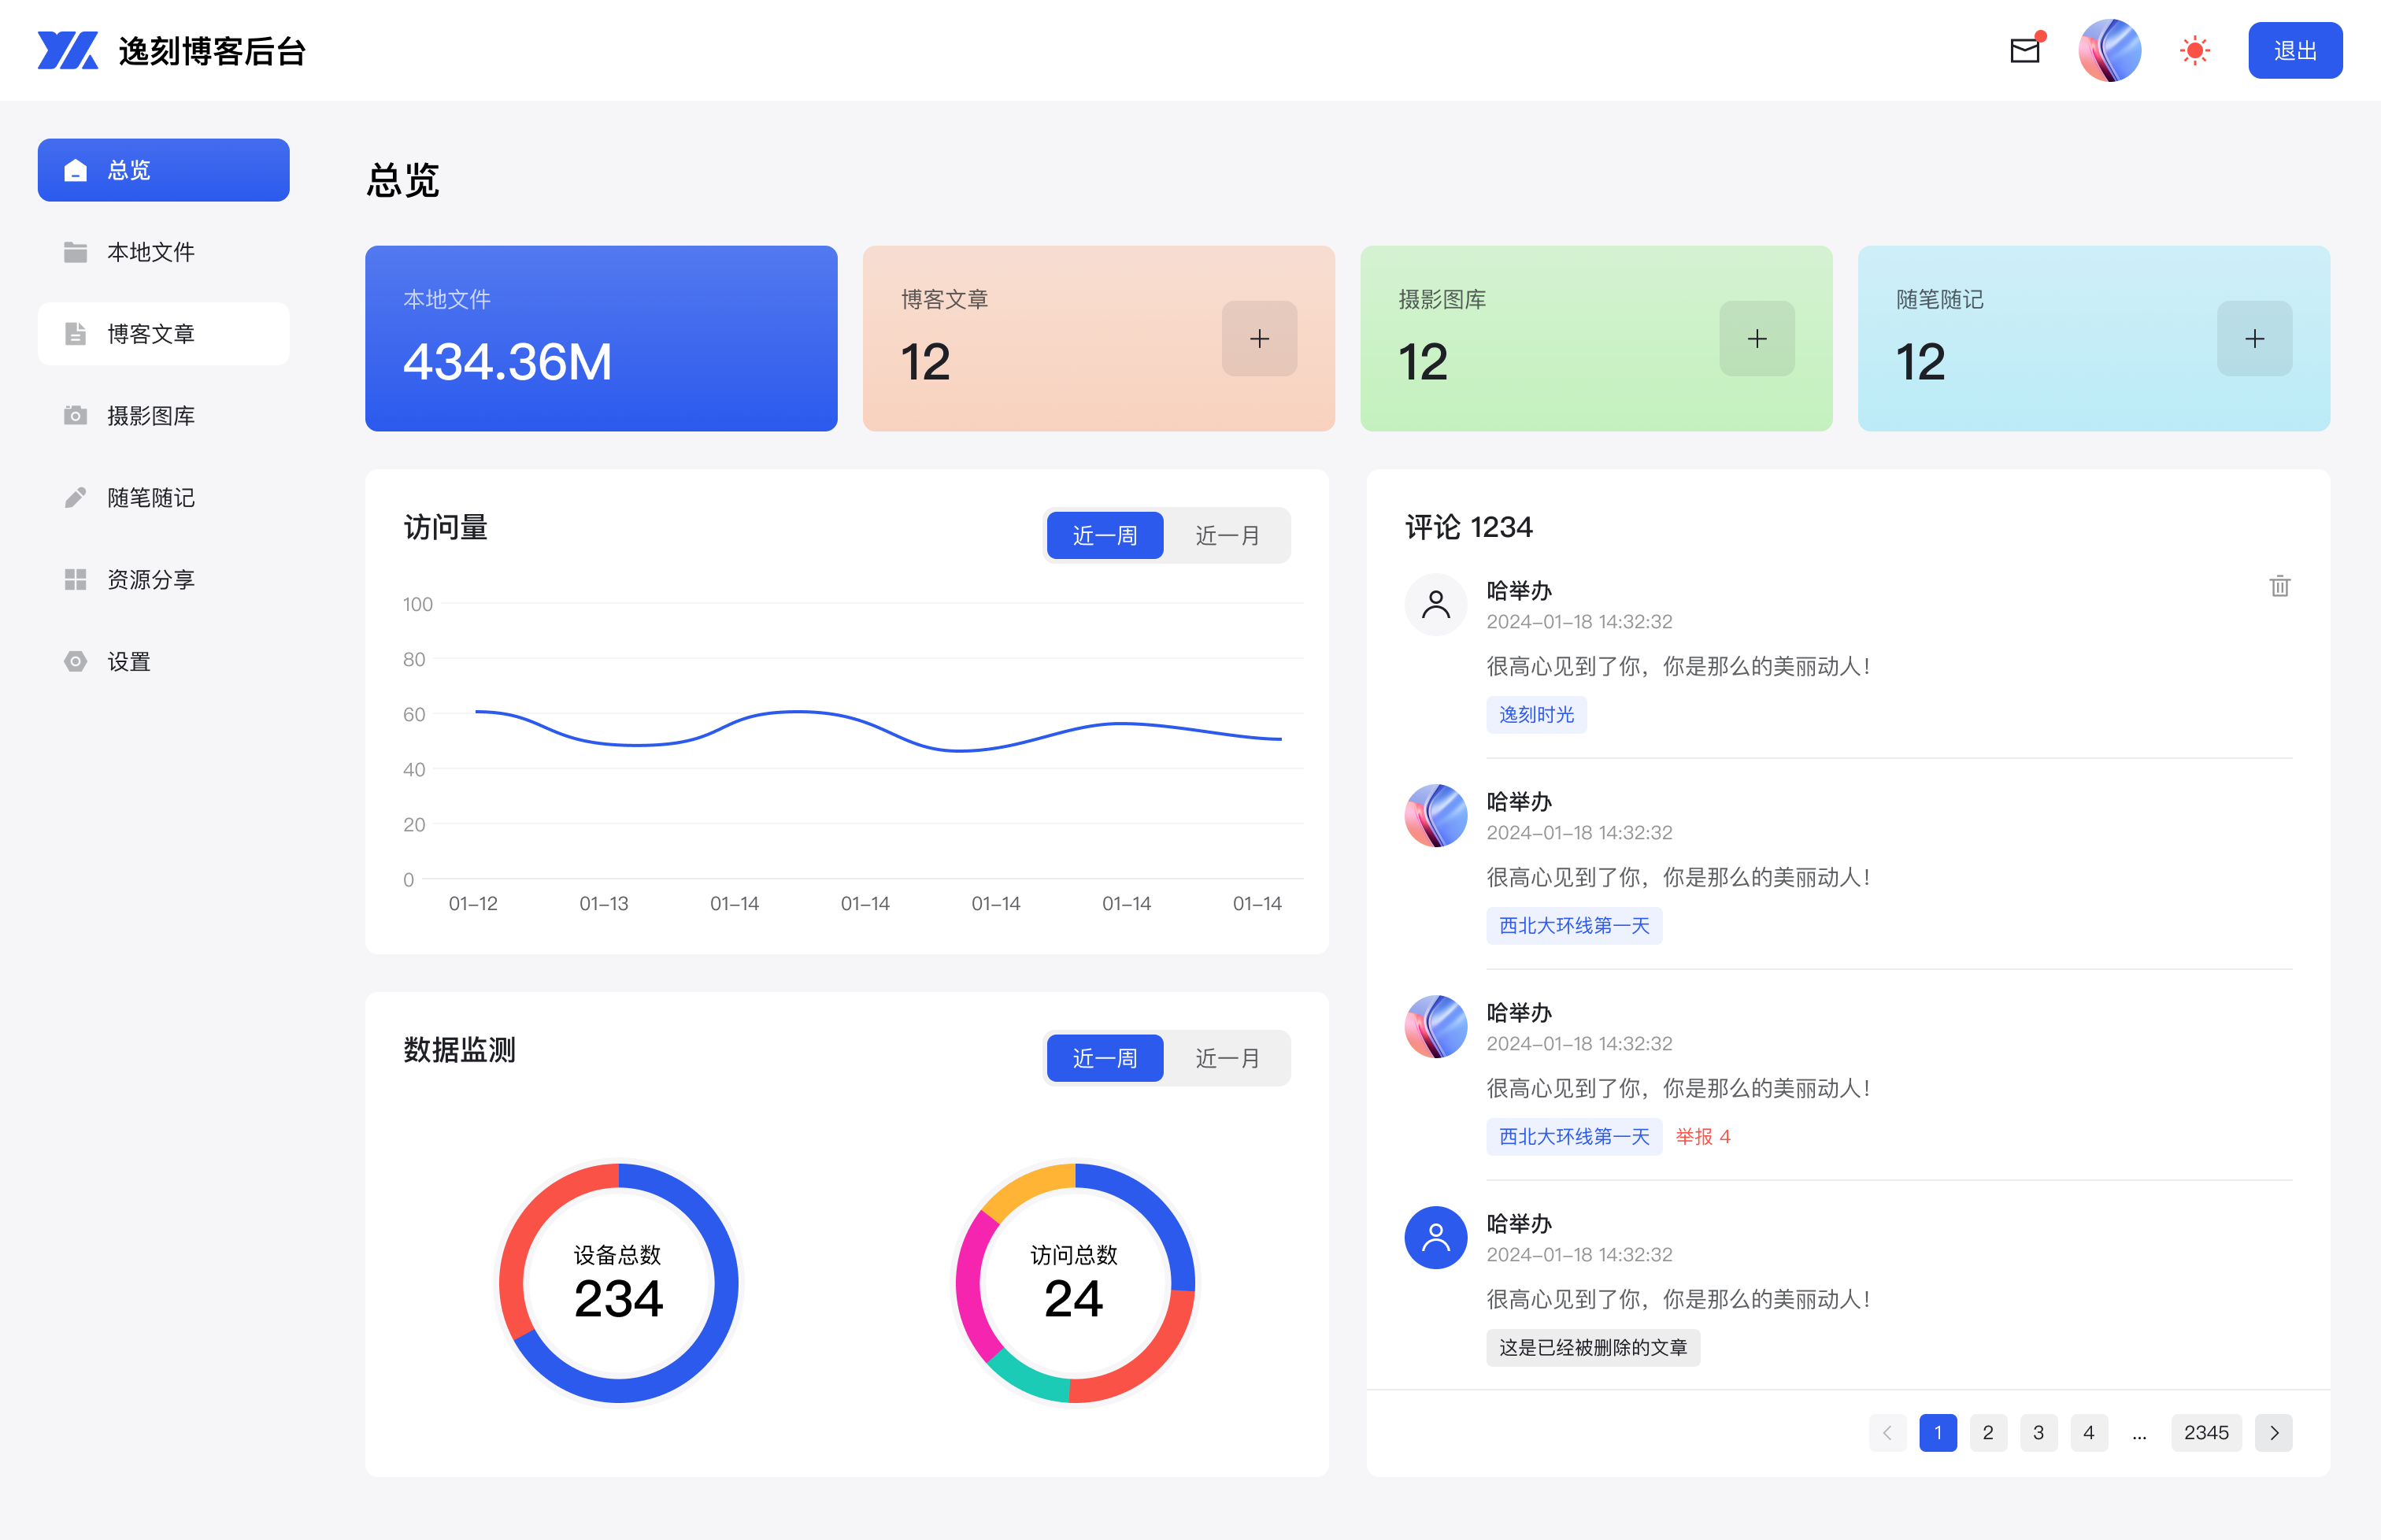 逸刻博客后台
退出
总览
本地文件
博客文章
摄影图库
随笔随记
资源分享
设置
总览
本地文件
434.36M
博客文章
12
摄影图库
12
随笔随记
12
访问量
近一周 近一月
100
80
60
40
20
0
01-12 01-13 01-14 01-14 01-14 01-14 01-14
数据监测
近一周 近一月
设备总数
234
访问总数
24
评论 1234
哈举办
2024-01-18 14:32:32
很高心见到了你，你是那么的美丽动人！
逸刻时光
哈举办
2024-01-18 14:32:32
很高心见到了你，你是那么的美丽动人！
西北大环线第一天
哈举办
2024-01-18 14:32:32
很高心见到了你，你是那么的美丽动人！
西北大环线第一天 举报 4
哈举办
2024-01-18 14:32:32
很高心见到了你，你是那么的美丽动人！
这是已经被删除的文章
1 2 3 4 ... 2345